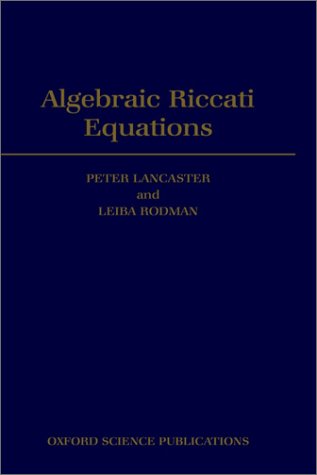 Algebraic Riccati
Equations
PETER LANCASTER
and
LEIBA RODMAN
OXFORD SCIENCE PUBLICATIONS